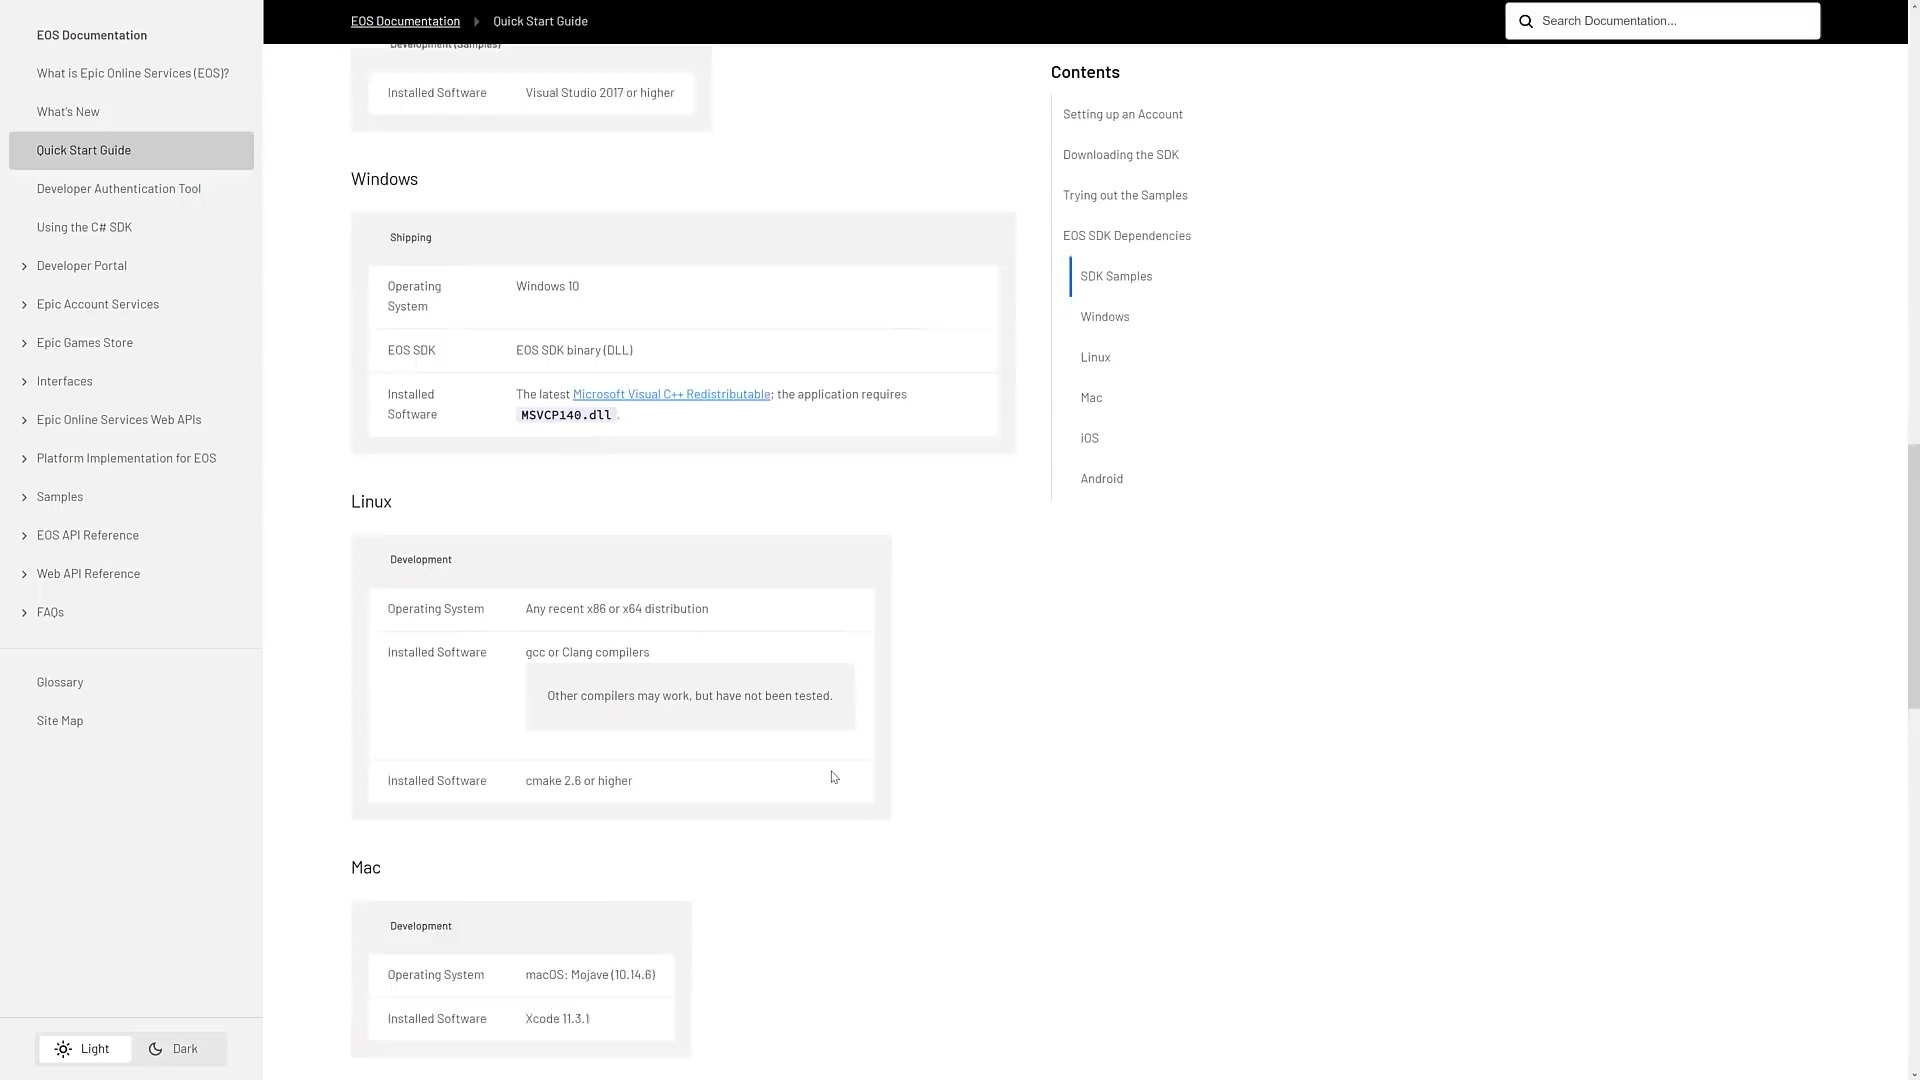 EOS Documentation
What is Epic Online Services (EOS)?
What's New
Quick Start Guide
Developer Authentication Tool
Using the C# SDK
Developer Portal
Epic Account Services
Epic Games Store
Interfaces
Epic Online Services Web APIs
Platform Implementation for EOS
Samples
EOS API Reference
Web API Reference
FAQs
Glossary
Site Map
Light
Dark
EOS Documentation
Quick Start Guide
Search Documentation...
Development (Samples)
Installed Software
Visual Studio 2017 or higher
Windows
Shipping
Operating
System
Windows 10
EOS SDK
EOS SDK binary (DLL)
Installed
Software
The latest Microsoft Visual C++ Redistributable; the application requires
MSVCP140.dll .
Linux
Development
Operating System
Any recent x86 or x64 distribution
Installed Software
gcc or Clang compilers
Other compilers may work, but have not been tested.
Installed Software
cmake 2.6 or higher
Mac
Development
Operating System
macOS: Mojave (10.14.6)
Installed Software
Xcode 11.3.1
Contents
Setting up an Account
Downloading the SDK
Trying out the Samples
EOS SDK Dependencies
SDK Samples
Windows
Linux
Mac
iOS
Android